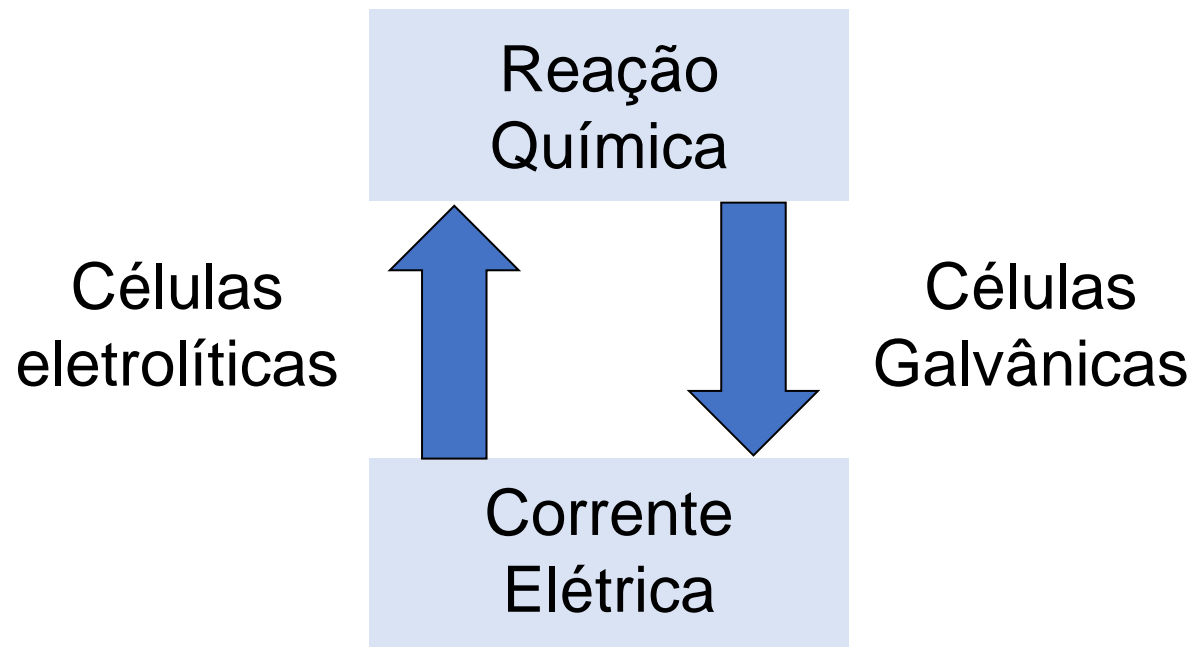 Reação
Química
Células
eletrolíticas
Células
Galvânicas
Corrente
Elétrica